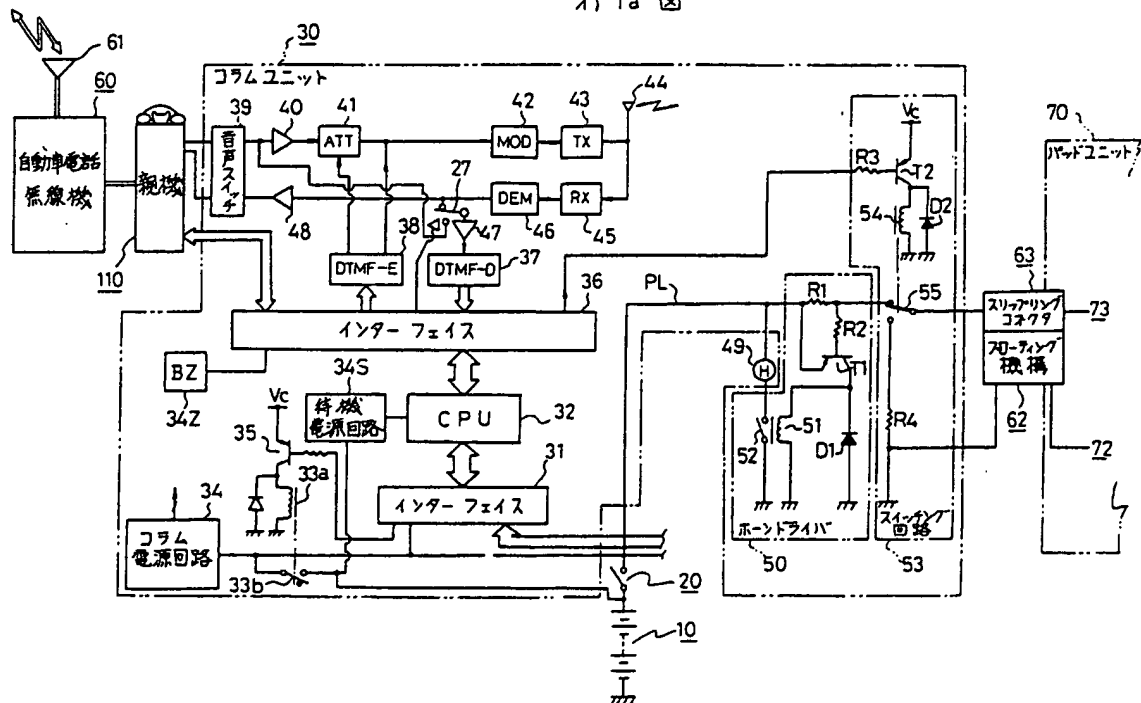 オ1a図
61
60
自動車電話
無線機
親機
110
30
コラムユニット
39
音声スイッチ
40
41
ATT
42
MOD
43
TX
44
27
48
DEM
46
RX
45
47
38
DTMF-E
DTMF-D
37
36
インターフェイス
BZ
34Z
34S
待機
電源回路
CPU
32
31
インターフェイス
Vc
35
33a
34
コラム
電源回路
33b
20
10
PL
R3
Vc
T2
54
D2
R1
R2
T1
55
49
H
52
51
D1
R4
ホーンドライバ
50
スイッチング
回路
53
70
パッドユニット
63
スリップリング
コネクタ
73
フローティング
機構
62
72